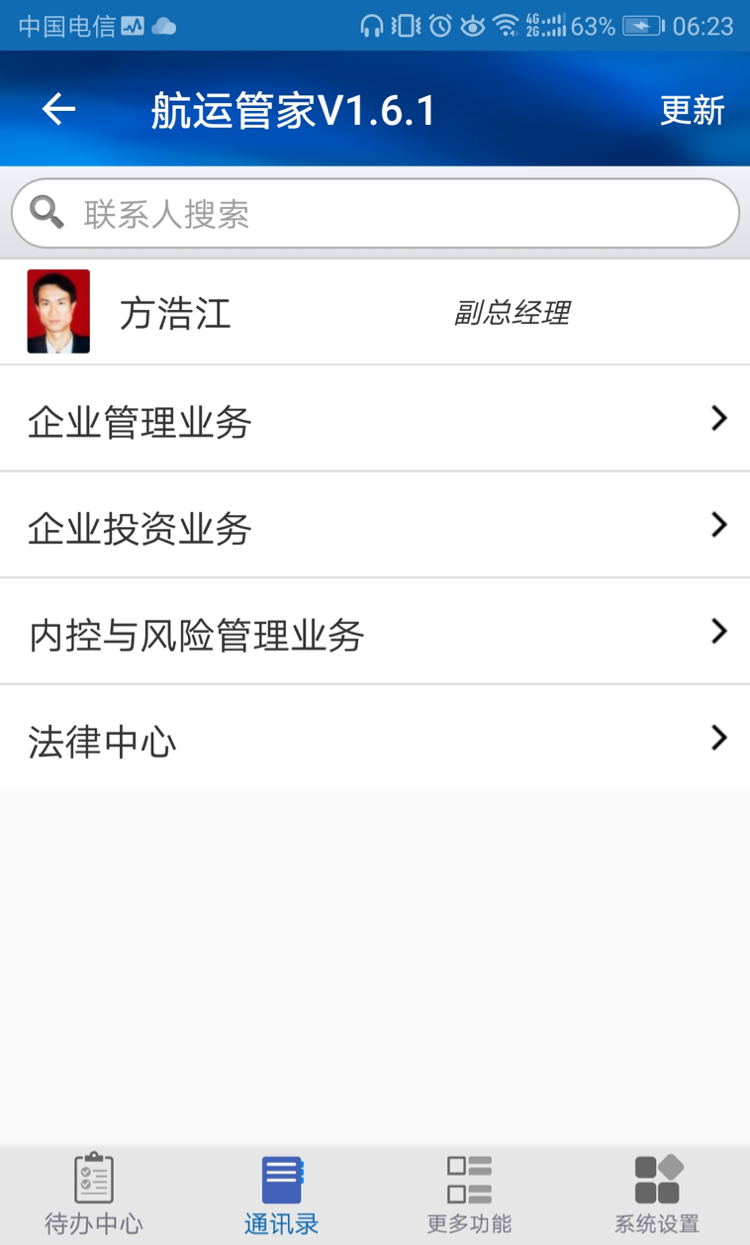 中国电信 4G 2G 63% 06:23
航运管家V1.6.1 更新
联系人搜索
方浩江 副总经理
企业管理业务
企业投资业务
内控与风险管理业务
法律中心
待办中心 通讯录 更多功能 系统设置